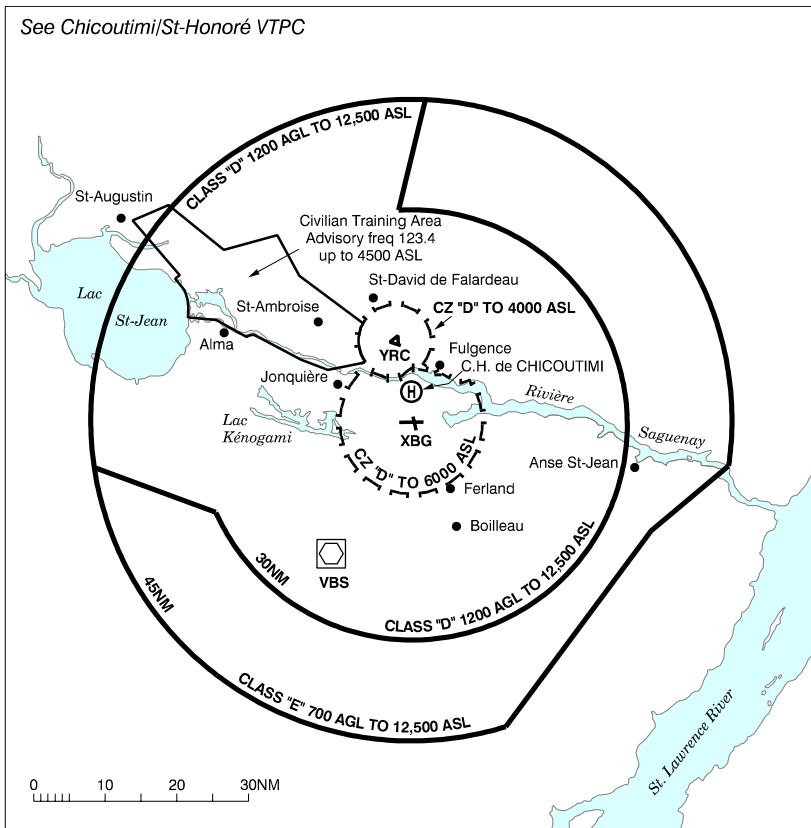 See Chicoutimi/St-Honoré VTPC
CLASS "D" 1200 AGL TO 12,500 ASL
St-Augustin
Civilian Training Area
Advisory freq 123.4
up to 4500 ASL
St-David de Falardeau
Lac
St-Jean
St-Ambroise
CZ "D" TO 4000 ASL
Alma
YRC
Fulgence
C.H. de CHICOUTIMI
Jonquière
H
Rivière
Lac
Kénogami
XBG
Saguenay
CZ "D" TO 6000 ASL
Anse St-Jean
Ferland
Boilleau
VBS
30NM
45NM
CLASS "D" 1200 AGL TO 12,500 ASL
CLASS "E" 700 AGL TO 12,500 ASL
St. Lawrence River
0 10 20 30NM